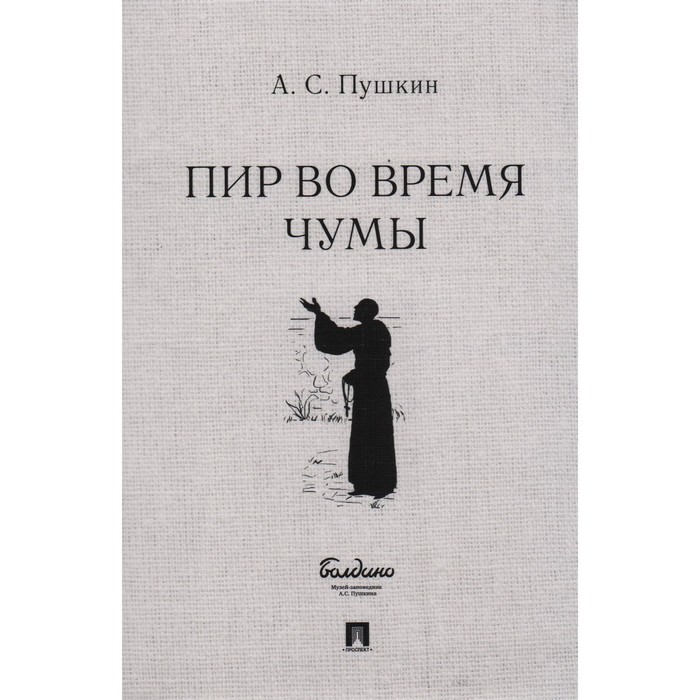 А. С. Пушкин
ПИР ВО ВРЕМЯ
ЧУМЫ
Болдино
Музей-заповедник
А.С. Пушкина
ПРОСПЕКТ